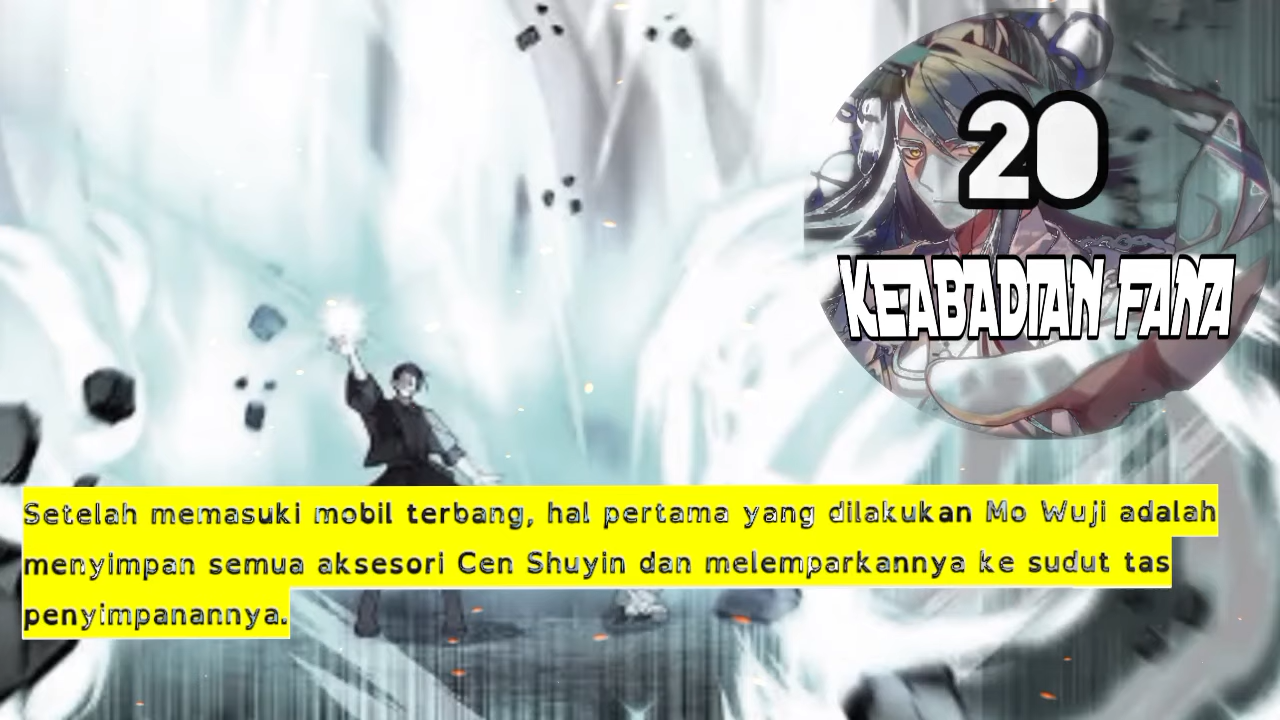 20
KEABADIAN FANA
Setelah memasuki mobil terbang, hal pertama yang dilakukan Mo Wuji adalah
menyimpan semua aksesori Cen Shuyin dan melemparkannya ke sudut tas
penyimpanannya.